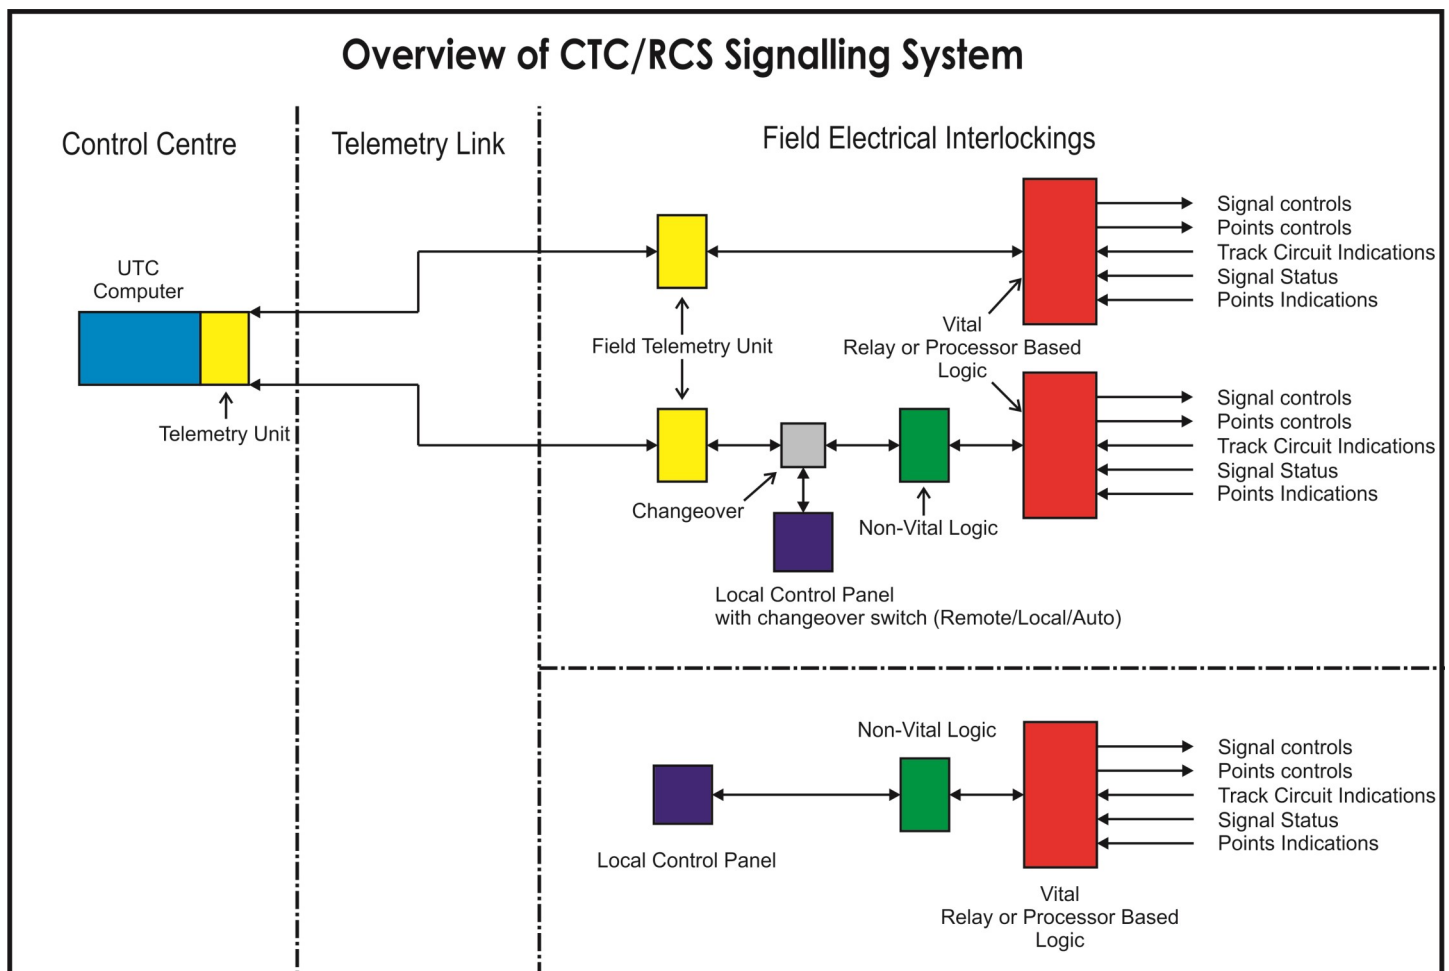 Overview of CTC/RCS Signalling System
Control Centre
Telemetry Link
Field Electrical Interlockings
UTC
Computer
Telemetry Unit
Field Telemetry Unit
Vital
Relay or Processor Based
Logic
Signal controls
Points controls
Track Circuit Indications
Signal Status
Points Indications
Signal controls
Points controls
Track Circuit Indications
Signal Status
Points Indications
Changeover
Non-Vital Logic
Local Control Panel
with changeover switch (Remote/Local/Auto)
Non-Vital Logic
Local Control Panel
Signal controls
Points controls
Track Circuit Indications
Signal Status
Points Indications
Vital
Relay or Processor Based
Logic